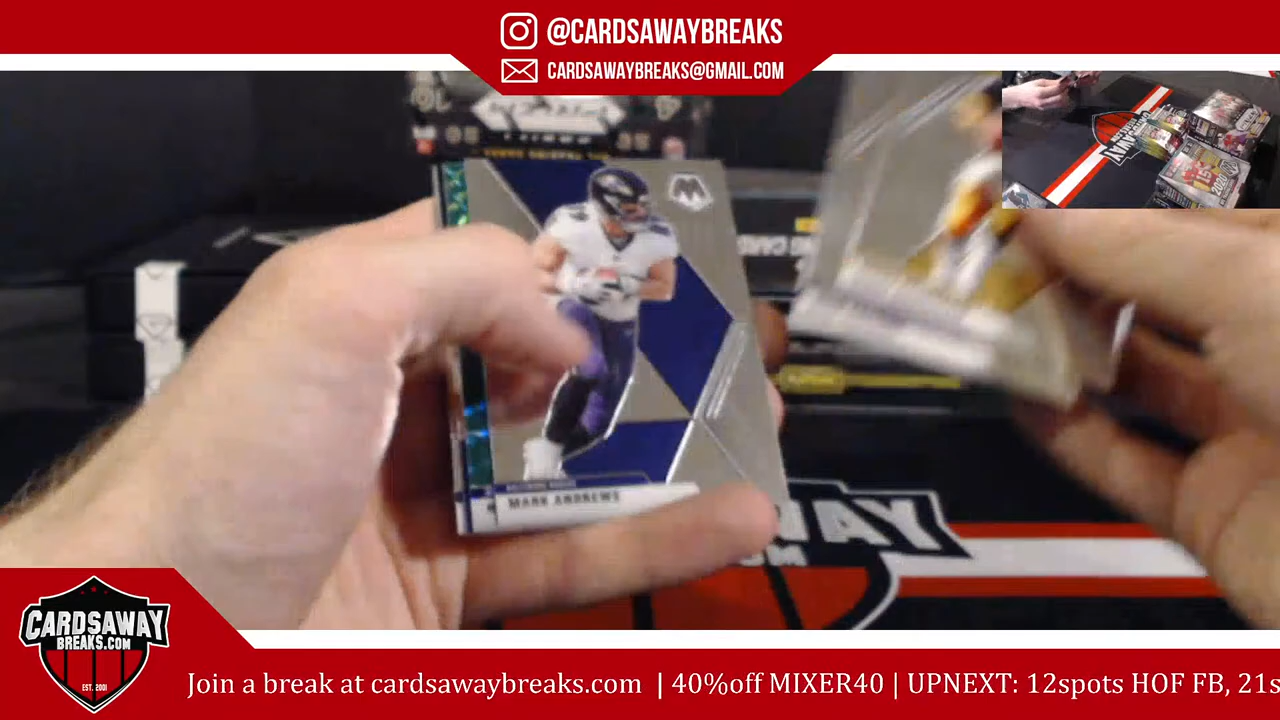 @CARDSAWAYBREAKS
CARDSAWAYBREAKS@GMAIL.COM
MARK ANDREWS
2020
CARDSAWAY
BREAKS.COM
EST. 2001
Join a break at cardsawaybreaks.com | 40%off MIXER40 | UPNEXT: 12spots HOF FB, 21s